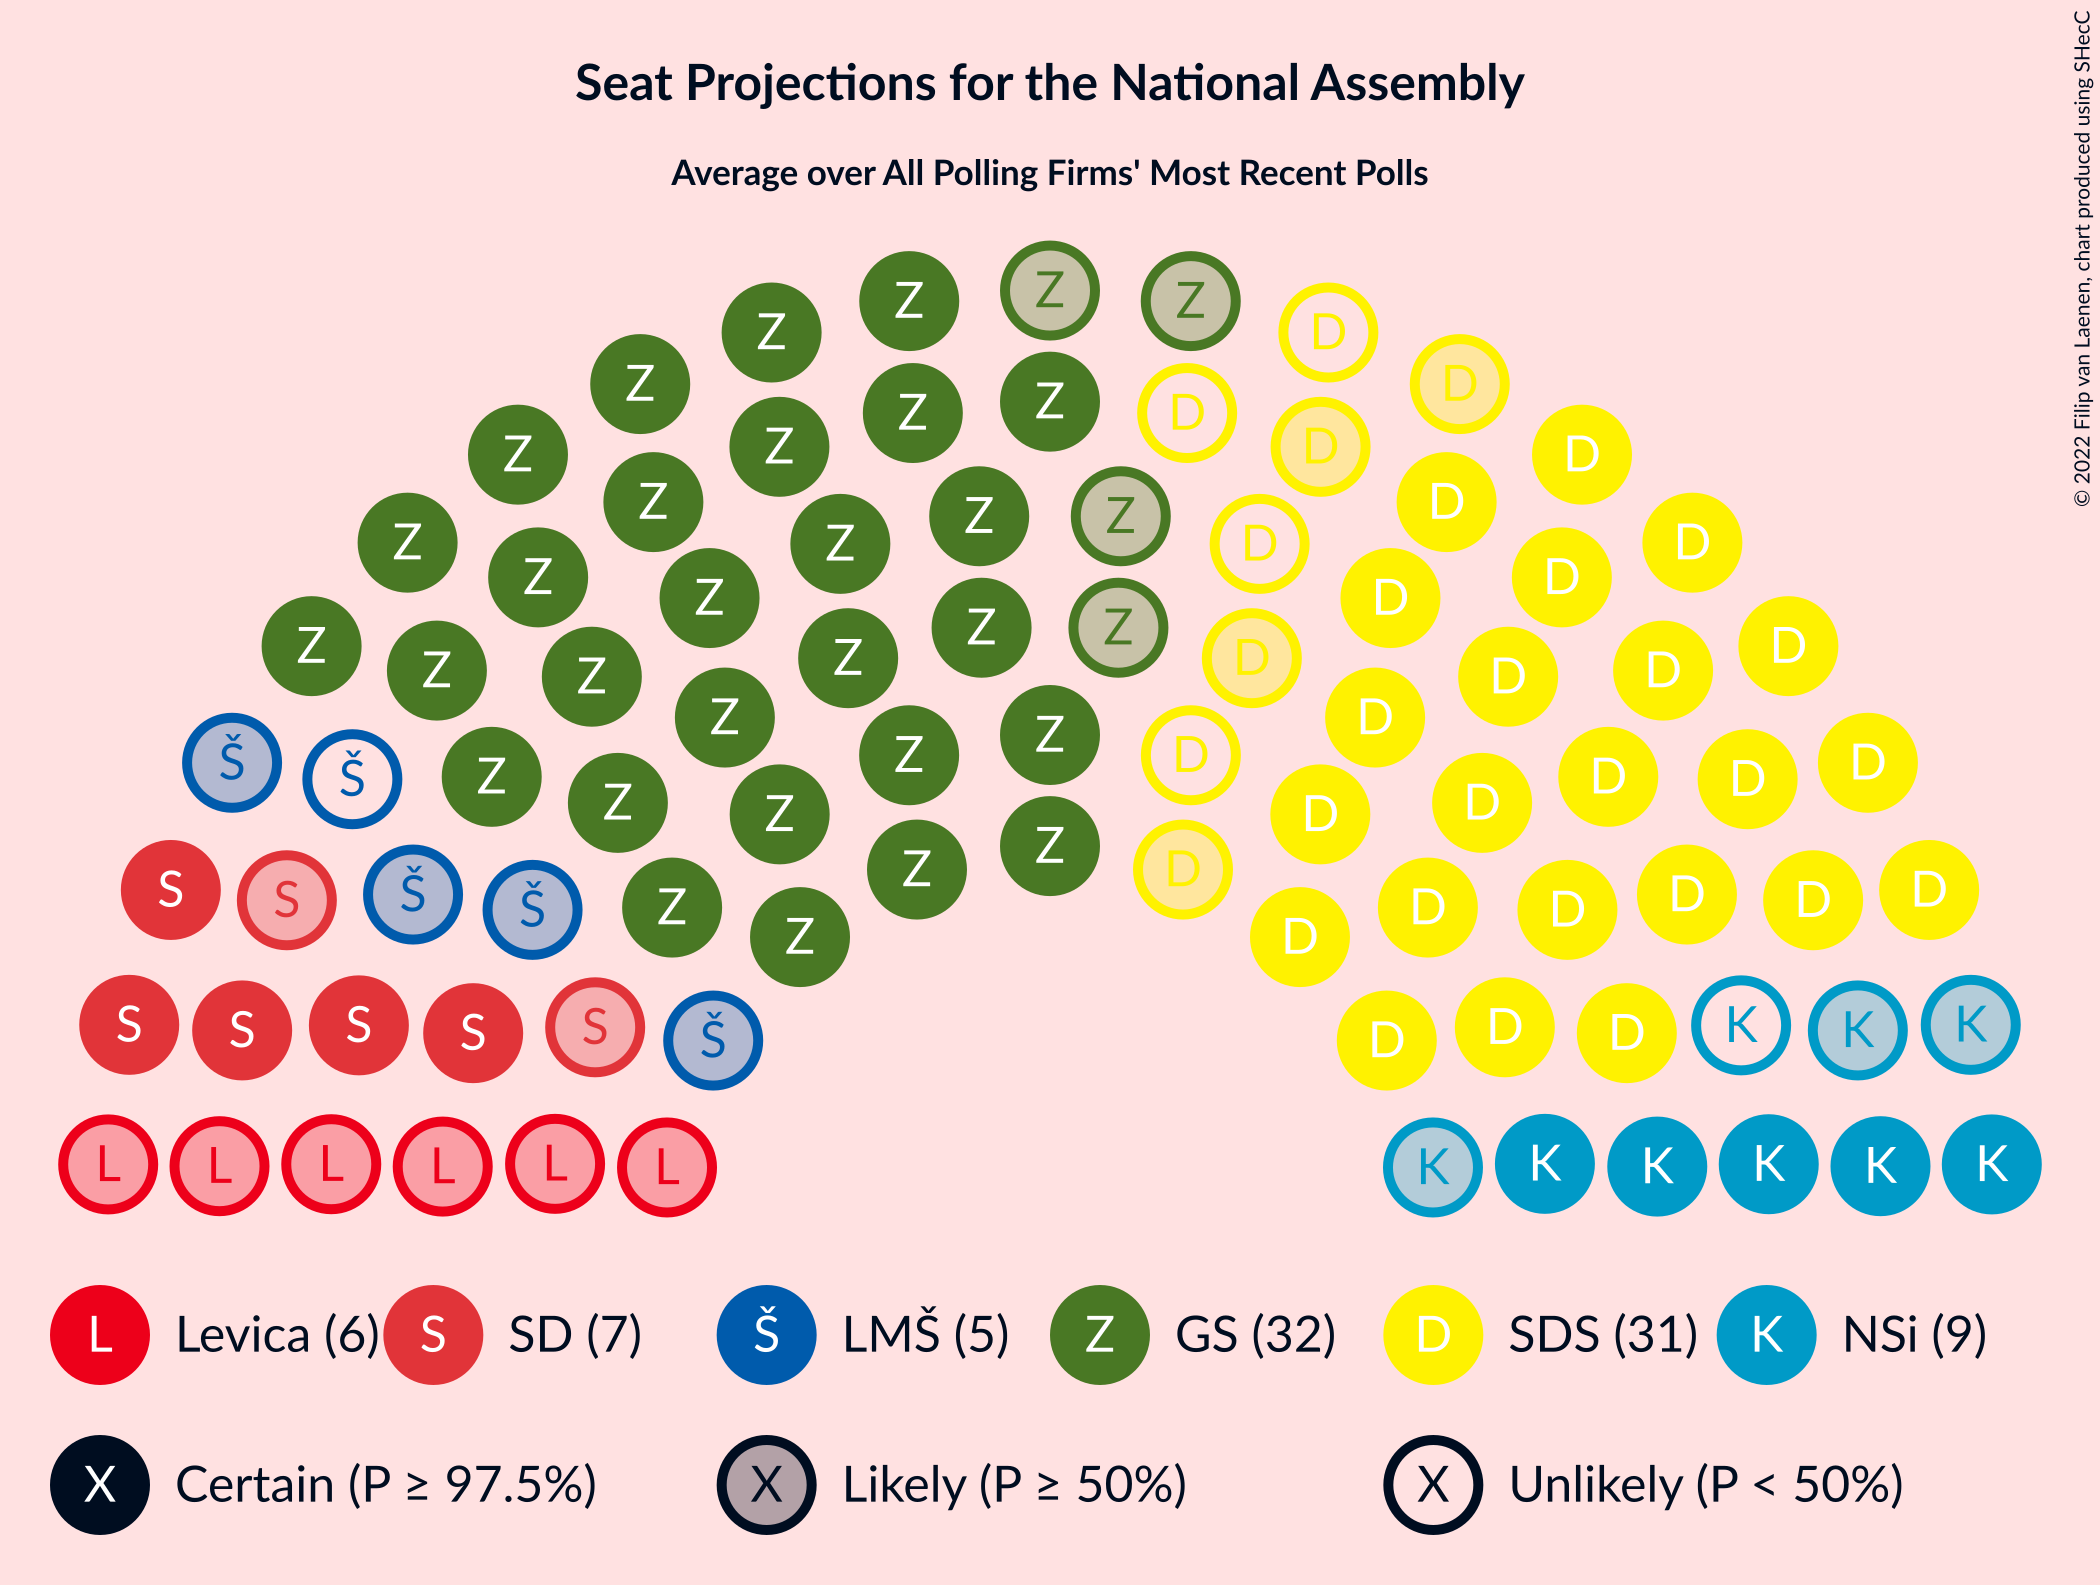 Seat Projections for the National Assembly
Average over All Polling Firms' Most Recent Polls
© 2022 Filip van Laenen, chart produced using SHecC
Z Z Z
Z Z D
Z D
Z Z Z D D
Z D D
Z Z D
Z Z Z D D
Z Z D D
Z Z D D
Z Z Z D
Z Z D D
Z Z D D
Š Š Z Z D D D
Z Z D D
Z Z D
S S Š Š Z D D D D
Z Z D D
S S S S S Š D D D K K K
L L L L L L K K K K K K
L Levica (6) S SD (7) Š LMŠ (5) Z GS (32) D SDS (31) K NSi (9)
X Certain (P ≥ 97.5%) X Likely (P ≥ 50%) X Unlikely (P < 50%)